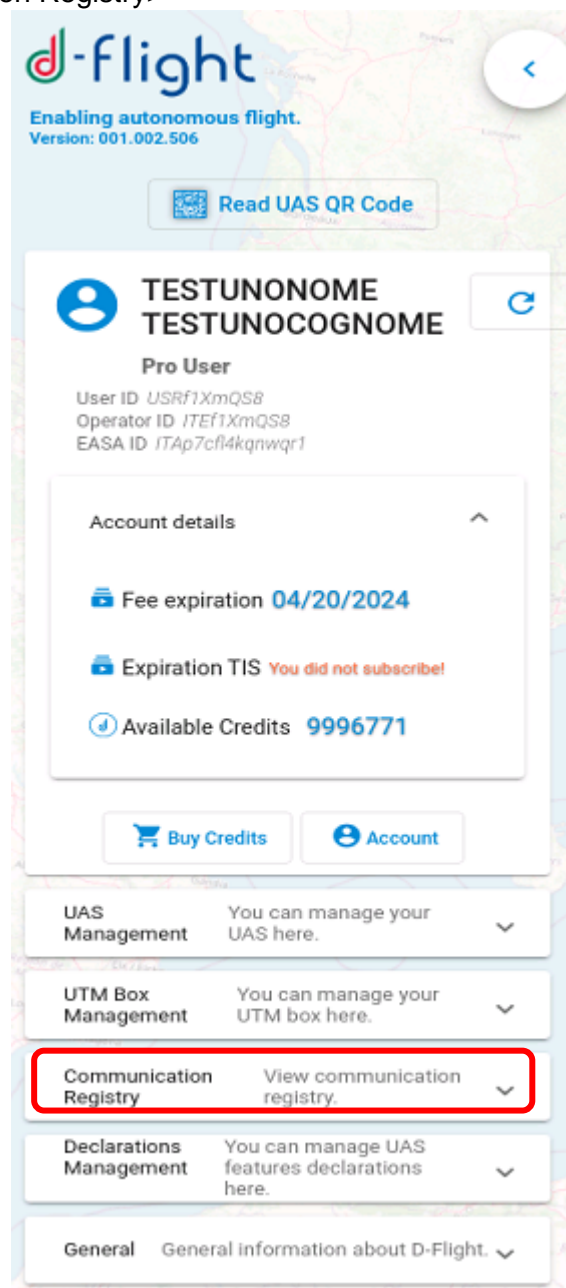 on Registry>
d-flight
Enabling autonomous flight.
Version: 001.002.506
Read UAS QR Code
TESTUNONOME
TESTUNOCOGNOME
Pro User
User ID USRf1XmQS8
Operator ID ITEf1XmQS8
EASA ID ITAp7cfl4kqnwqr1
Account details
Fee expiration 04/20/2024
Expiration TIS You did not subscribe!
Available Credits 9996771
Buy Credits Account
UAS Management You can manage your UAS here.
UTM Box Management You can manage your UTM box here.
Communication Registry View communication registry.
Declarations Management You can manage UAS features declarations here.
General General information about D-Flight.